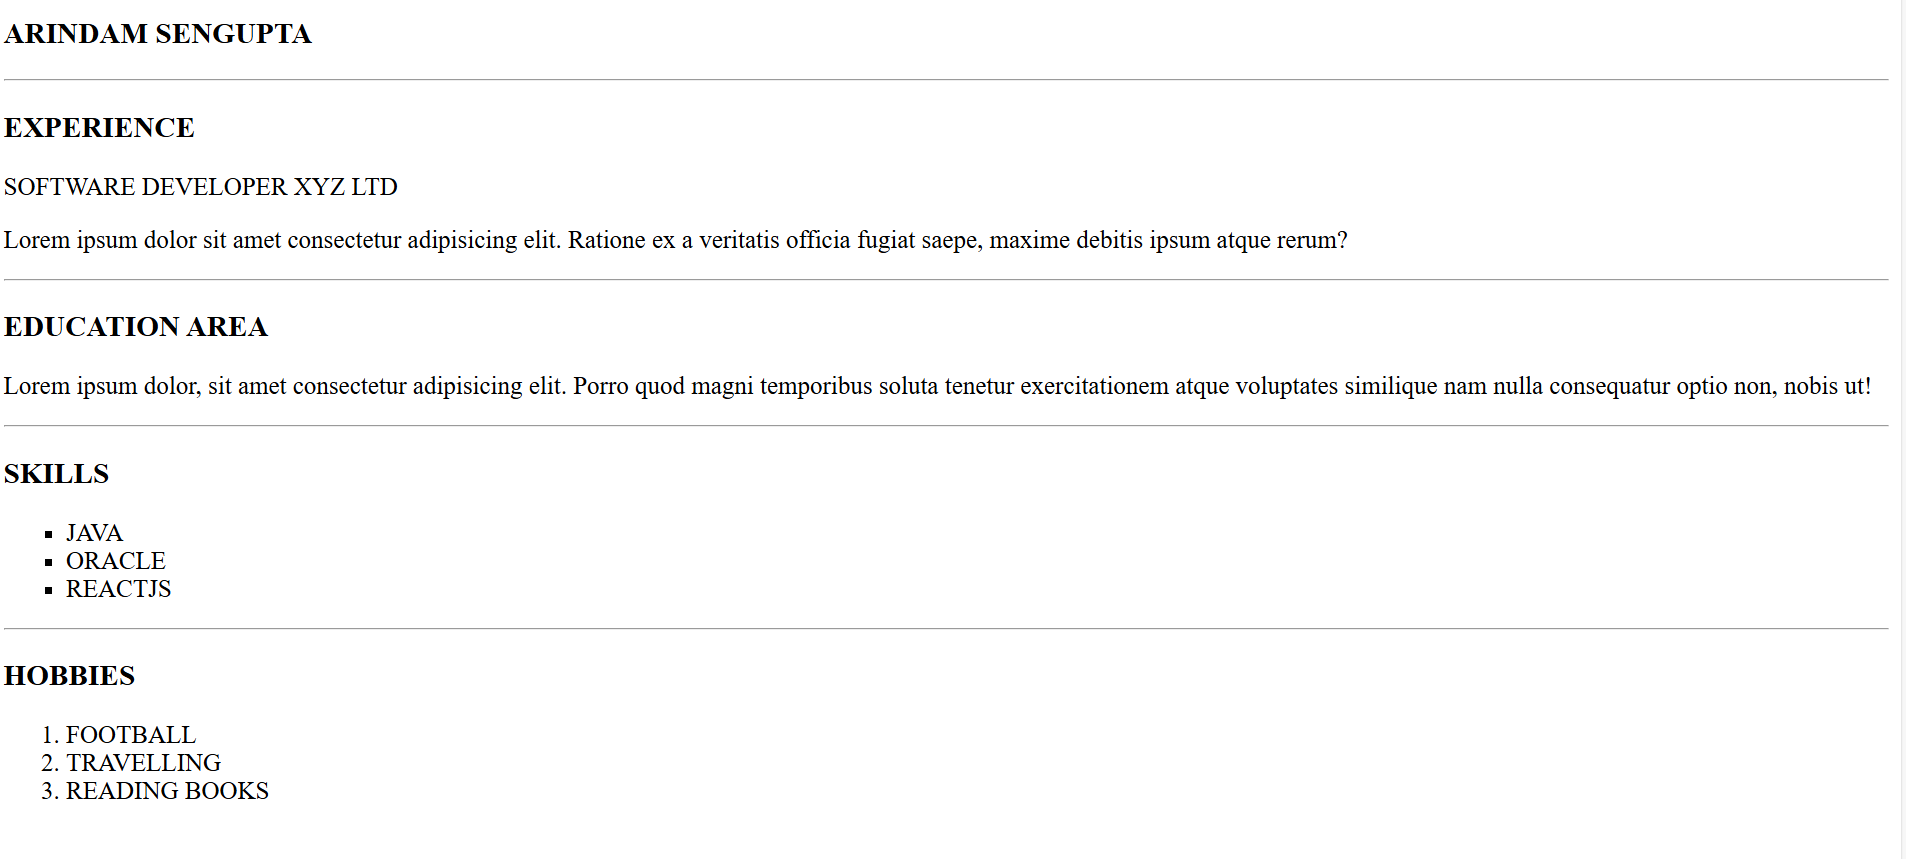 ARINDAM SENGUPTA
EXPERIENCE
SOFTWARE DEVELOPER XYZ LTD
Lorem ipsum dolor sit amet consectetur adipisicing elit. Ratione ex a veritatis officia fugiat saepe, maxime debitis ipsum atque rerum?
EDUCATION AREA
Lorem ipsum dolor, sit amet consectetur adipisicing elit. Porro quod magni temporibus soluta tenetur exercitationem atque voluptates similique nam nulla consequatur optio non, nobis ut!
SKILLS
▪ JAVA
▪ ORACLE
▪ REACTJS
HOBBIES
1. FOOTBALL
2. TRAVELLING
3. READING BOOKS